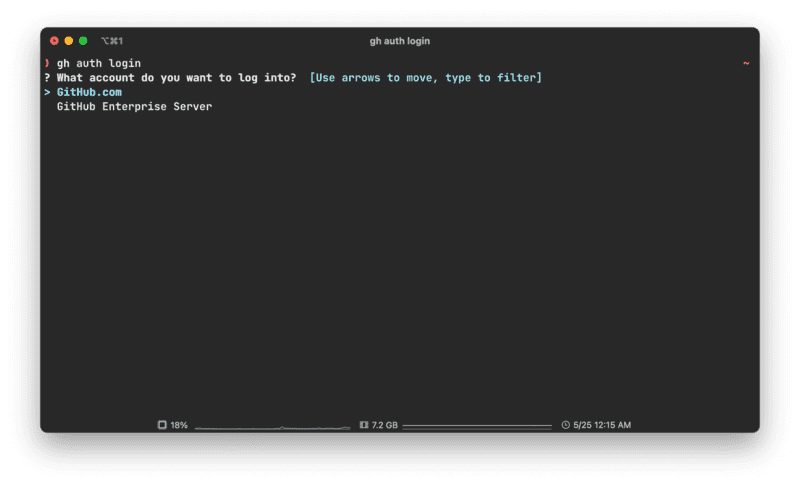 ⌥⌘1
gh auth login
❩ gh auth login ~
? What account do you want to log into? [Use arrows to move, type to filter]
> GitHub.com
GitHub Enterprise Server
18% 7.2 GB 5/25 12:15 AM